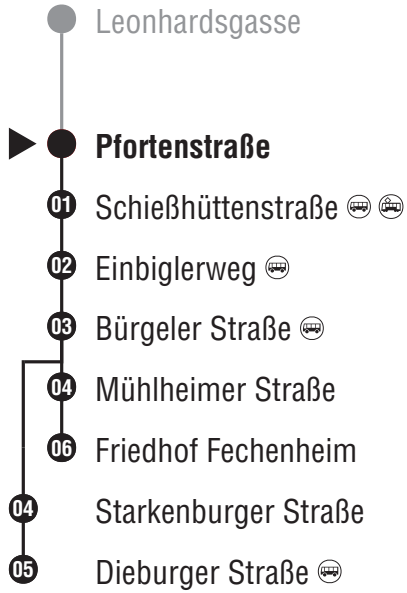 Leonhardsgasse
Pfortenstraße
01 Schießhüttenstraße
02 Einbiglerweg
03 Bürgeler Straße
04 Mühlheimer Straße
06 Friedhof Fechenheim
04 Starkenburger Straße
05 Dieburger Straße